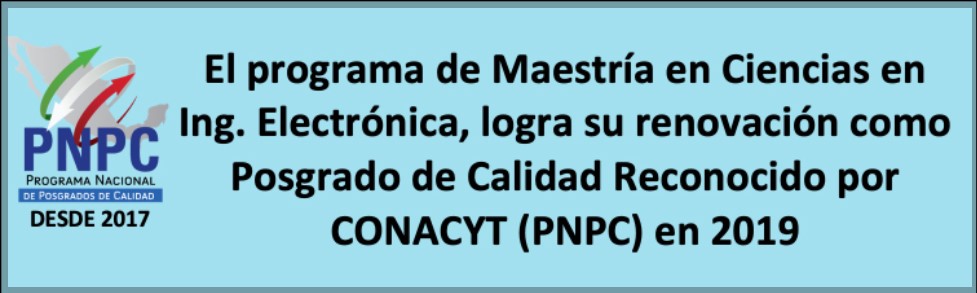 PNPC
PROGRAMA NACIONAL
DE POSGRADOS DE CALIDAD
DESDE 2017
El programa de Maestría en Ciencias en
Ing. Electrónica, logra su renovación como
Posgrado de Calidad Reconocido por
CONACYT (PNPC) en 2019